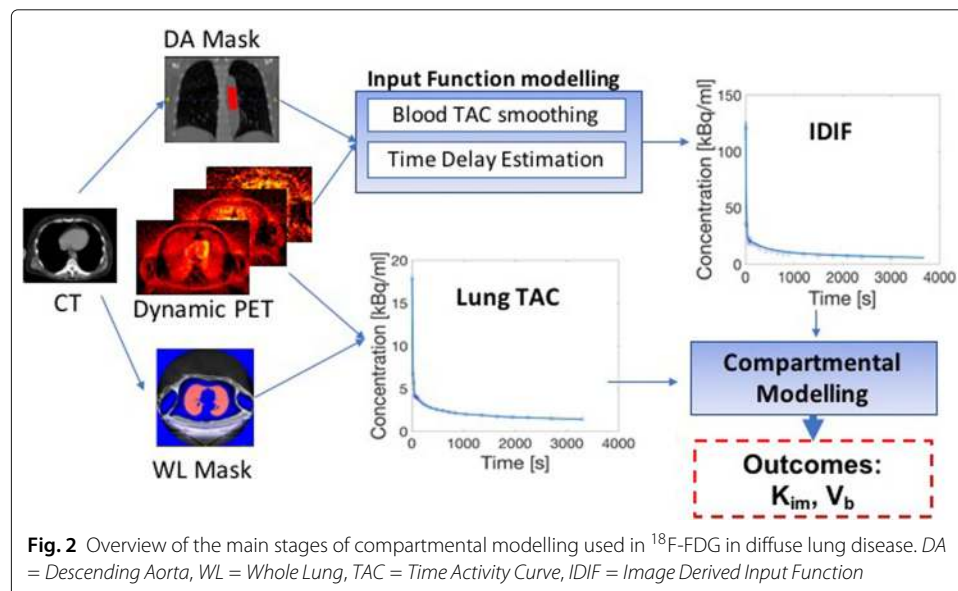 DA Mask
CT
Dynamic PET
WL Mask
Input Function modelling
Blood TAC smoothing
Time Delay Estimation
IDIF
Concentration [kBq/ml]
150
100
50
0
0 1000 2000 3000 4000
Time [s]
Lung TAC
Concentration [kBq/ml]
20
15
10
5
0
0 1000 2000 3000 4000
Time [s]
Compartmental
Modelling
Outcomes:
Kim, Vb
Fig. 2 Overview of the main stages of compartmental modelling used in 18F-FDG in diffuse lung disease. DA
= Descending Aorta, WL = Whole Lung, TAC = Time Activity Curve, IDIF = Image Derived Input Function